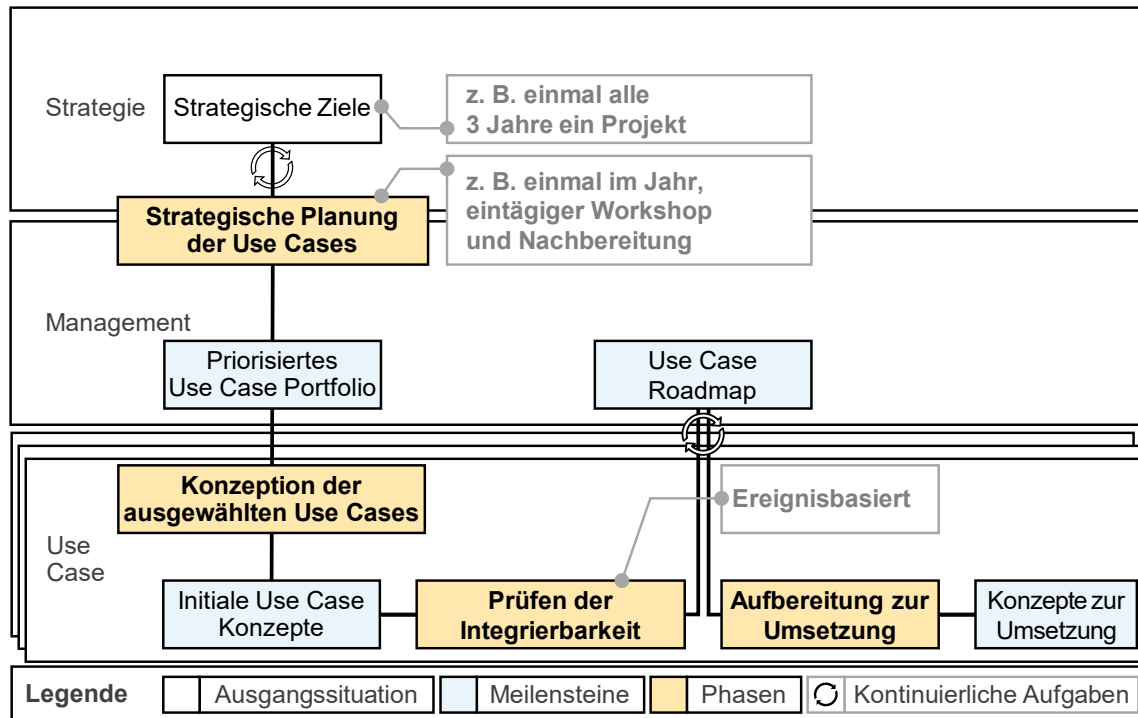 Strategie
Strategische Ziele
z. B. einmal alle
3 Jahre ein Projekt
Strategische Planung
der Use Cases
z. B. einmal im Jahr,
eintägiger Workshop
und Nachbereitung
Management
Priorisiertes
Use Case Portfolio
Use Case
Roadmap
Konzeption der
ausgewählten Use Cases
Ereignisbasiert
Use
Case
Initiale Use Case
Konzepte
Prüfen der
Integrierbarkeit
Aufbereitung zur
Umsetzung
Konzepte zur
Umsetzung
Legende
Ausgangssituation
Meilensteine
Phasen
Kontinuierliche Aufgaben